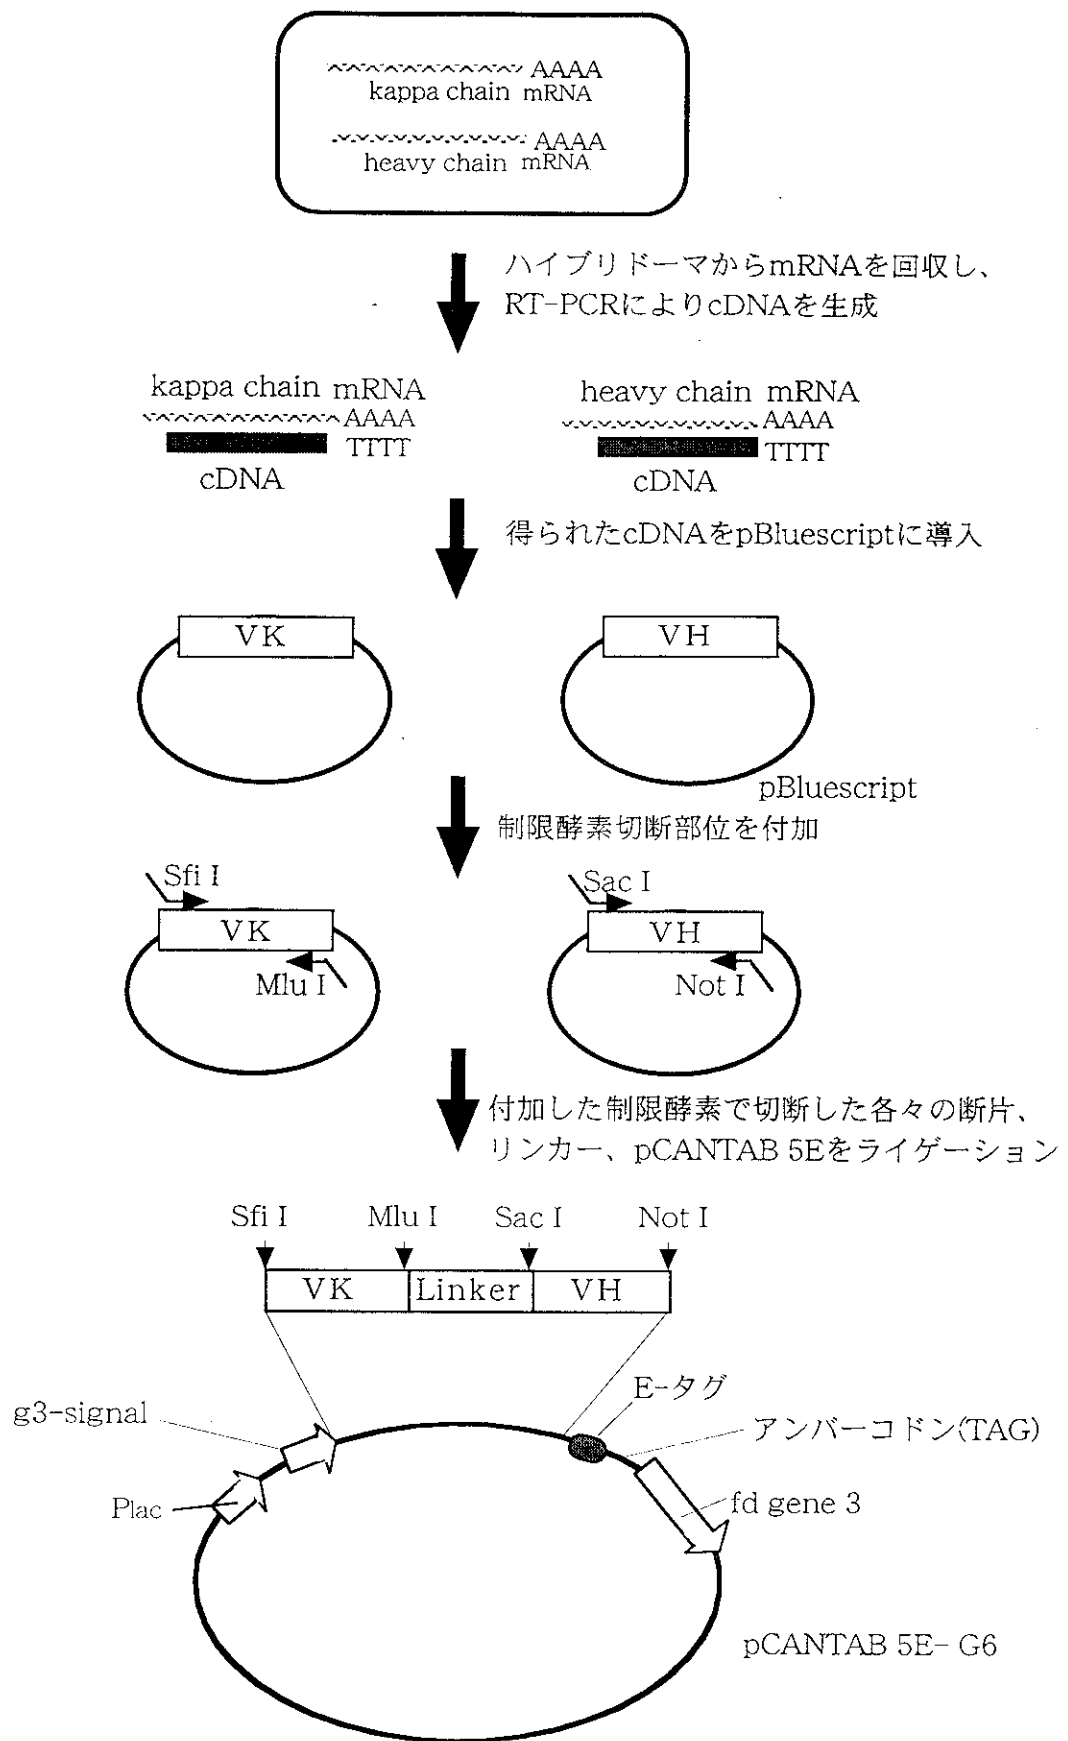 AAAA
kappa chain mRNA
AAAA
heavy chain mRNA
ハイブリドーマからmRNAを回収し、
RT-PCRによりcDNAを生成
kappa chain mRNA
AAAA
TTTT
cDNA
heavy chain mRNA
AAAA
TTTT
cDNA
得られたcDNAをpBluescriptに導入
VK
VH
pBluescript
制限酵素切断部位を付加
Sfi I
VK
Mlu I
Sac I
VH
Not I
付加した制限酵素で切断した各々の断片、
リンカー、pCANTAB 5Eをライゲーション
Sfi I Mlu I Sac I Not I
VK Linker VH
E-タグ
g3-signal
アンバーコドン(TAG)
Plac
fd gene 3
pCANTAB 5E- G6